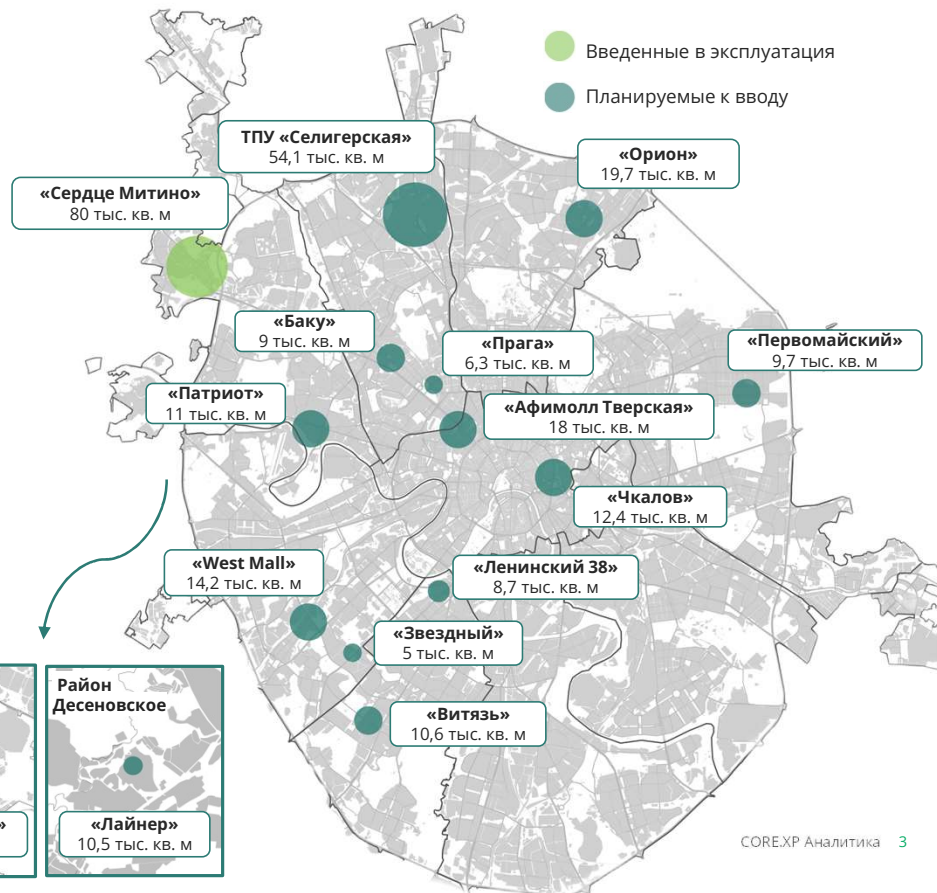 Введенные в эксплуатация
Планируемые к вводу
ТПУ «Селигерская»
54,1 тыс. кв. м
«Орион»
19,7 тыс. кв. м
«Сердце Митино»
80 тыс. кв. м
«Баку»
9 тыс. кв. м
«Прага»
6,3 тыс. кв. м
«Первомайский»
9,7 тыс. кв. м
«Патриот»
11 тыс. кв. м
«Афимолл Тверская»
18 тыс. кв. м
«Чкалов»
12,4 тыс. кв. м
«West Mall»
14,2 тыс. кв. м
«Ленинский 38»
8,7 тыс. кв. м
«Звездный»
5 тыс. кв. м
«Витязь»
10,6 тыс. кв. м
Район
Десеновское
»
«Лайнер»
10,5 тыс. кв. м
CORE.XP Аналитика 3